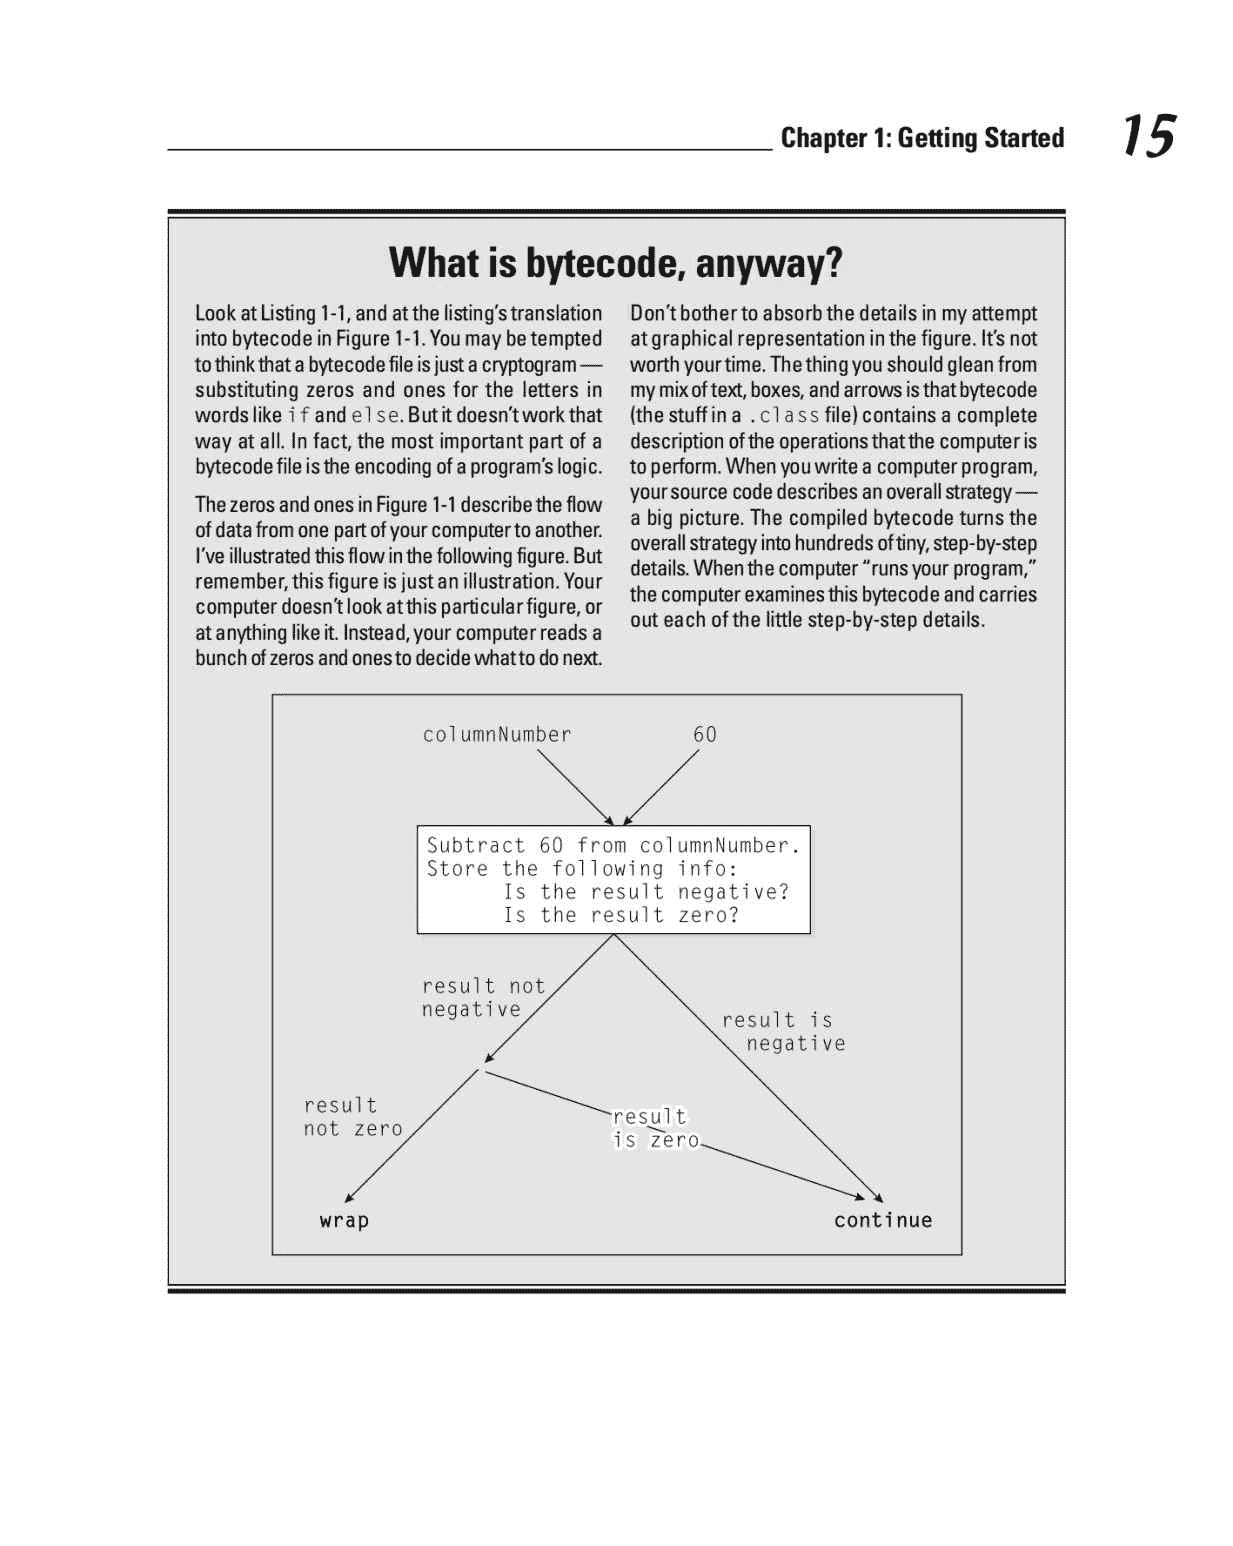 Chapter 1: Getting Started
15
What is bytecode, anyway?
Look at Listing 1-1, and at the listing's translation
into bytecode in Figure 1-1. You may be tempted
to think that a bytecode file is just a cryptogram —
substituting zeros and ones for the letters in
words like if and else. But it doesn't work that
way at all. In fact, the most important part of a
bytecode file is the encoding of a program's logic.
The zeros and ones in Figure 1-1 describe the flow
of data from one part of your computer to another.
I've illustrated this flow in the following figure. But
remember, this figure is just an illustration. Your
computer doesn't look at this particular figure, or
at anything like it. Instead, your computer reads a
bunch of zeros and ones to decide what to do next.
Don't bother to absorb the details in my attempt
at graphical representation in the figure. It's not
worth your time. The thing you should glean from
my mix of text, boxes, and arrows is that bytecode
(the stuff in a .class file) contains a complete
description of the operations that the computer is
to perform. When you write a computer program,
your source code describes an overall strategy —
a big picture. The compiled bytecode turns the
overall strategy into hundreds of tiny, step-by-step
details. When the computer “runs your program,”
the computer examines this bytecode and carries
out each of the little step-by-step details.
columnNumber
60
Subtract 60 from columnNumber.
Store the following info:
Is the result negative?
Is the result zero?
result not
negative
result is
negative
result
not zero
result
is zero
wrap
continue